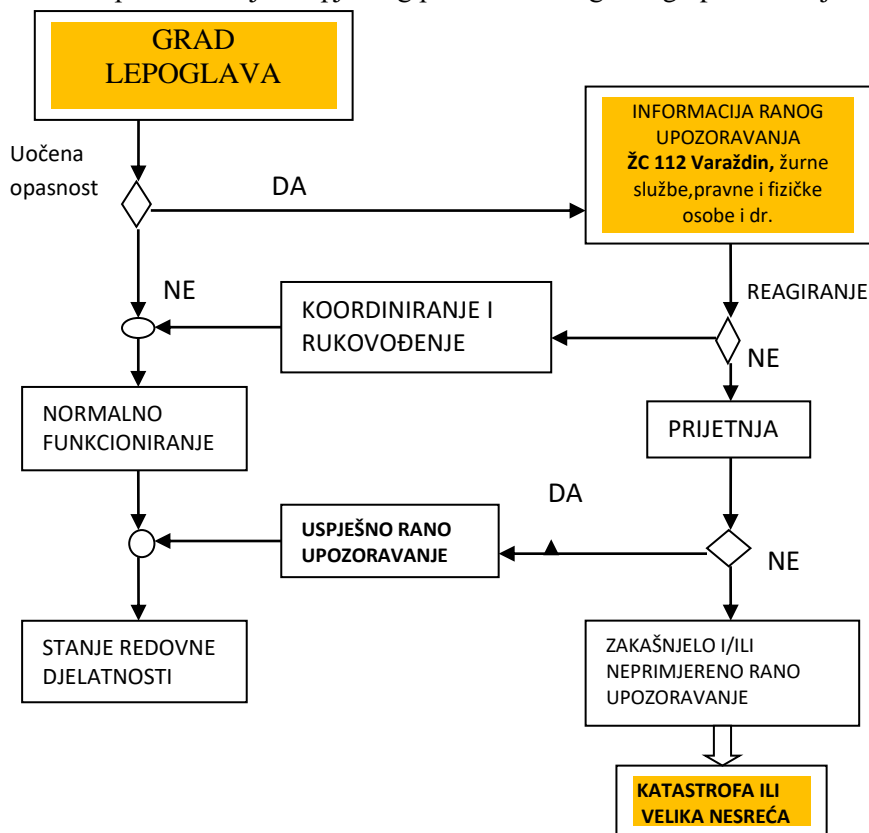 GRAD
LEPOGLAVA
INFORMACIJA RANOG
UPOZORAVANJA
ŽC 112 Varaždin, žurne
službe,pravne i fizičke
osobe i dr.
Uočena
opasnost
DA
NE
REAGIRANJE
KOORDINIRANJE I
RUKOVOĐENJE
NE
NORMALNO
FUNKCIONIRANJE
PRIJETNJA
DA
USPJEŠNO RANO
UPOZORAVANJE
NE
STANJE REDOVNE
DJELATNOSTI
ZAKAŠNJELO I/ILI
NEPRIMJERENO RANO
UPOZORAVANJE
KATASTROFA ILI
VELIKA NESREĆA